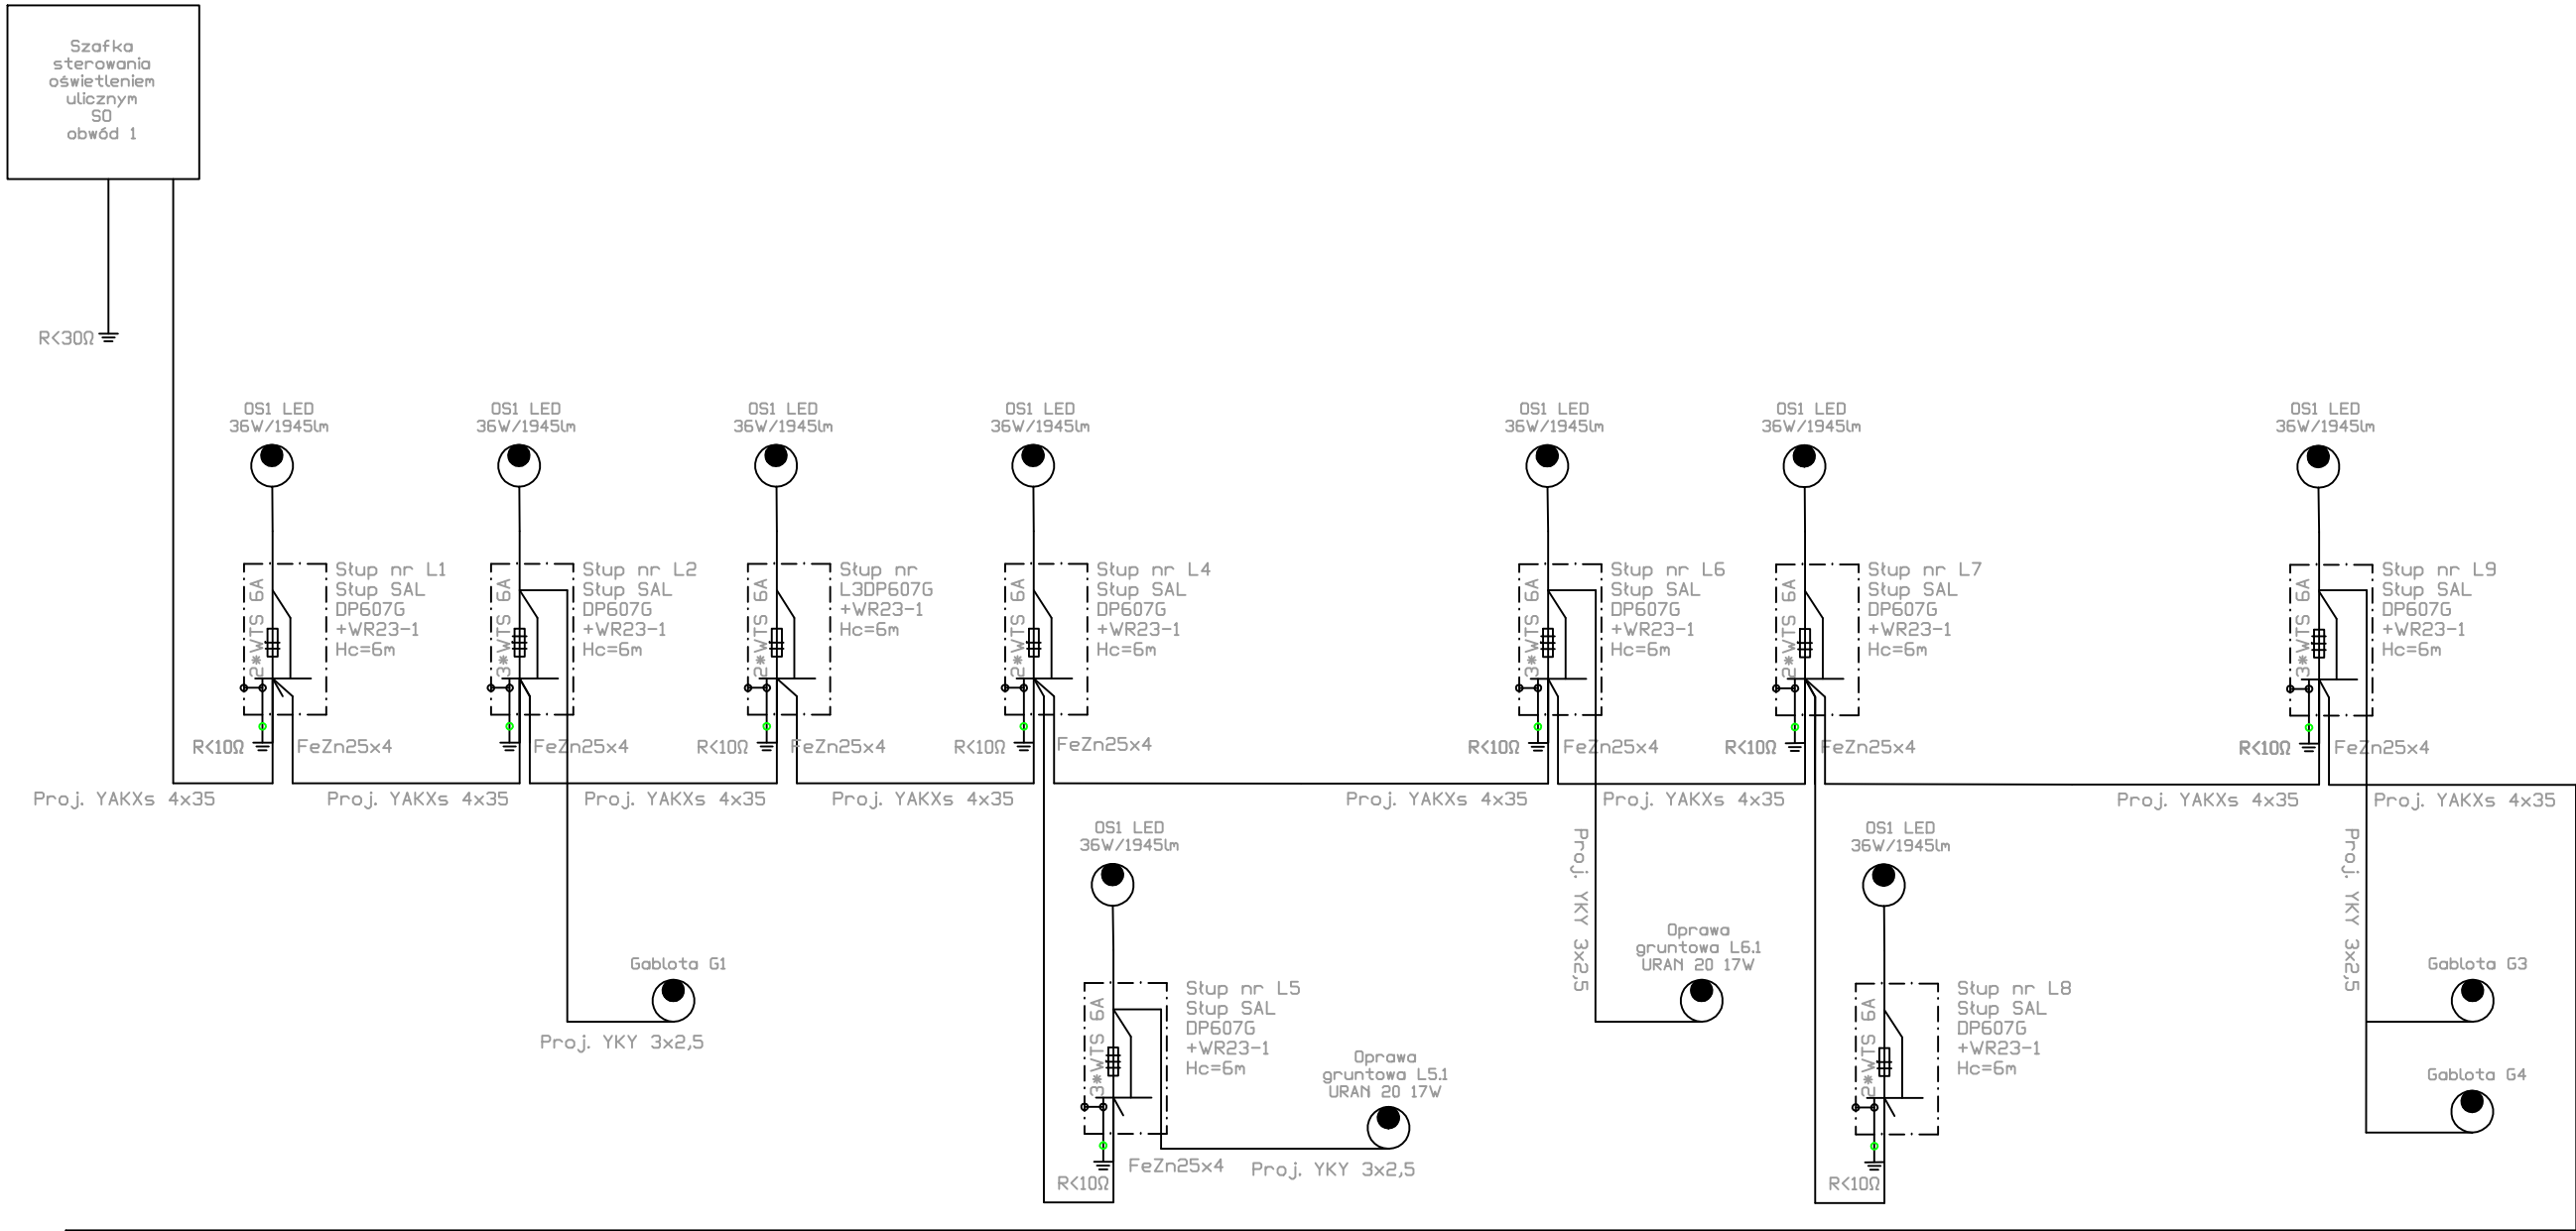 Szafka
sterowania
oświetleniem
ulicznym
SO
obwód 1
R<30Ω
OS1 LED
36W/1945lm
OS1 LED
36W/1945lm
OS1 LED
36W/1945lm
OS1 LED
36W/1945lm
OS1 LED
36W/1945lm
OS1 LED
36W/1945lm
OS1 LED
36W/1945lm
2*WTS 6A
Słup nr L1
Słup SAL
DP607G
+WR23-1
Hc=6m
3*WTS 6A
Słup nr L2
Słup SAL
DP607G
+WR23-1
Hc=6m
2*WTS 6A
Słup nr
L3DP607G
+WR23-1
Hc=6m
2*WTS 6A
Słup nr L4
Słup SAL
DP607G
+WR23-1
Hc=6m
3*WTS 6A
Słup nr L6
Słup SAL
DP607G
+WR23-1
Hc=6m
2*WTS 6A
Słup nr L7
Słup SAL
DP607G
+WR23-1
Hc=6m
3*WTS 6A
Słup nr L9
Słup SAL
DP607G
+WR23-1
Hc=6m
R<10Ω
FeZn25x4
FeZn25x4
R<10Ω
FeZn25x4
R<10Ω
FeZn25x4
R<10Ω
FeZn25x4
R<10Ω
FeZn25x4
R<10Ω
FeZn25x4
Proj. YAKXs 4x35
Proj. YAKXs 4x35
Proj. YAKXs 4x35
Proj. YAKXs 4x35
Proj. YAKXs 4x35
Proj. YAKXs 4x35
Proj. YAKXs 4x35
Proj. YAKXs 4x35
OS1 LED
36W/1945lm
Proj. YKY 3x2,5
OS1 LED
36W/1945lm
Proj. YKY 3x2,5
Gablota G1
Proj. YKY 3x2,5
3*WTS 6A
Słup nr L5
Słup SAL
DP607G
+WR23-1
Hc=6m
Oprawa
gruntowa L5.1
URAN 20 17W
R<10Ω
FeZn25x4
Proj. YKY 3x2,5
Oprawa
gruntowa L6.1
URAN 20 17W
2*WTS 6A
Słup nr L8
Słup SAL
DP607G
+WR23-1
Hc=6m
R<10Ω
Gablota G3
Gablota G4